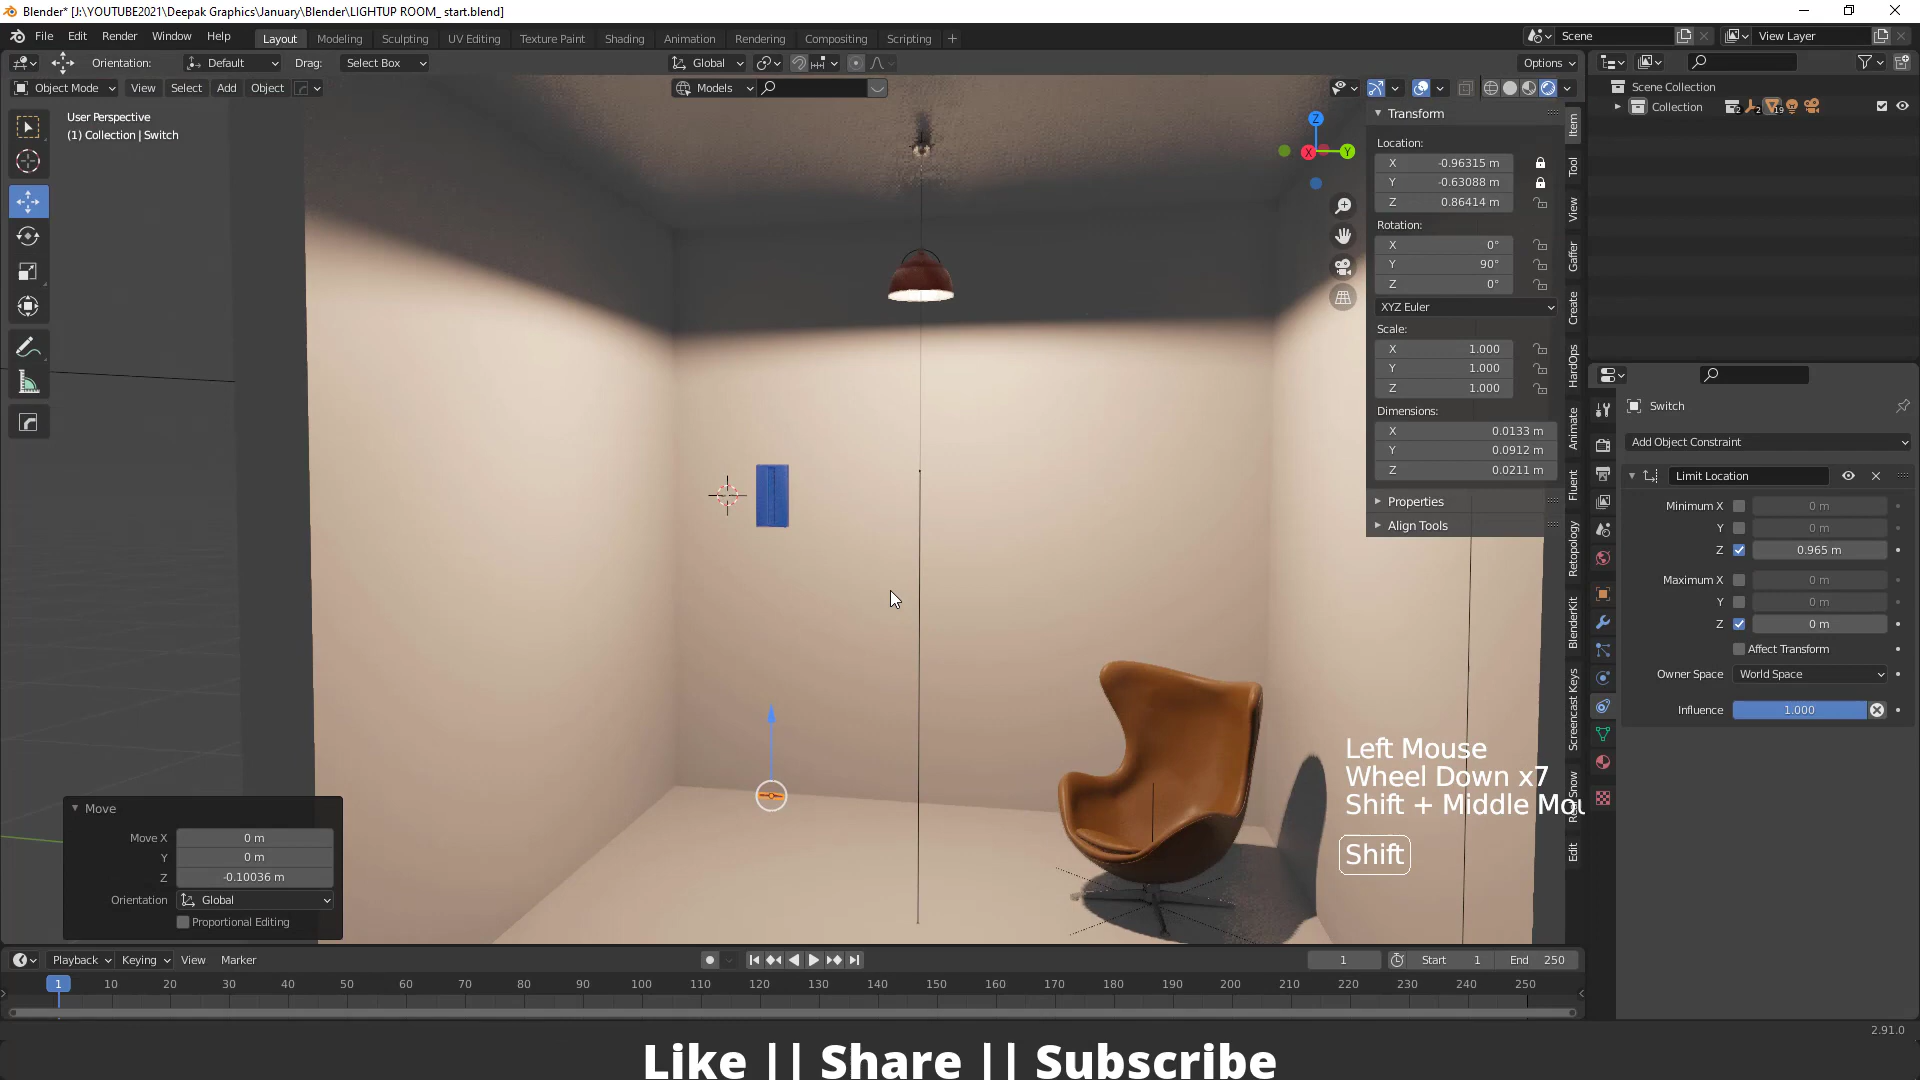 Blender* [J:\YOUTUBE2021\Deepak Graphics\January\Blender\LIGHTUP ROOM_ start.blend]
File Edit Render Window Help
Layout Modeling Sculpting UV Editing Texture Paint Shading Animation Rendering Compositing Scripting +
Scene
View Layer
Orientation: Default Drag: Select Box
Global
Options
Object Mode View Select Add Object
Models
User Perspective
(1) Collection | Switch
Z
X
Y
Transform
Location:
X -0.96315 m
Y -0.63088 m
Z 0.86414 m
Rotation:
X 0°
Y 90°
Z 0°
XYZ Euler
Scale:
X 1.000
Y 1.000
Z 1.000
Dimensions:
X 0.0133 m
Y 0.0912 m
Z 0.0211 m
Properties
Align Tools
Item
Tool
View
Gaffer
Create
HardOps
Animate
Fluent
Retopology
BlenderKit
Screencast Keys
Edit
Scene Collection
Collection
2 2 19
Switch
Add Object Constraint
Limit Location
Minimum X 0 m
Y 0 m
Z 0.965 m
Maximum X 0 m
Y 0 m
Z 0 m
Affect Transform
Owner Space World Space
Influence 1.000
Left Mouse
Wheel Down x7
Shift + Middle Mou
Shift
Move
Move X 0 m
Y 0 m
Z -0.10036 m
Orientation Global
Proportional Editing
Playback Keying View Marker
1 Start 1 End 250
1 10 20 30 40 50 60 70 80 90 100 110 120 130 140 150 160 170 180 190 200 210 220 230 240 250
2.91.0
Like || Share || Subscribe